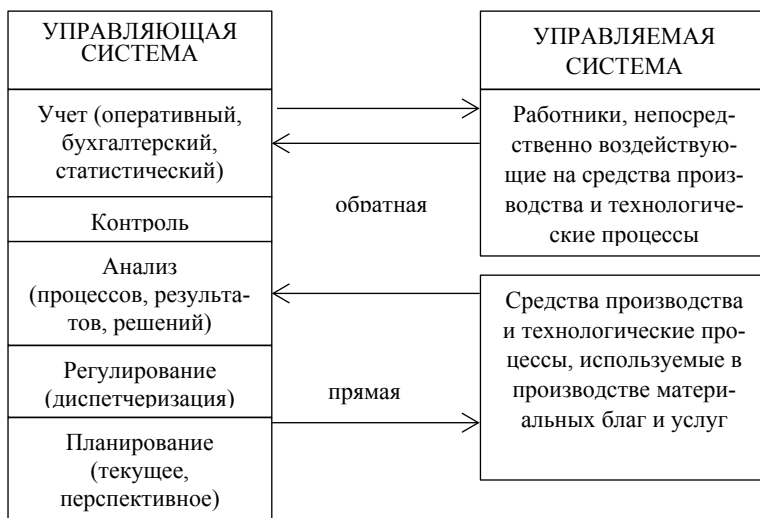 УПРАВЛЯЮЩАЯ
СИСТЕМА
Учет (оперативный,
бухгалтерский,
статистический)
Контроль
Анализ
(процессов, результа-
тов, решений)
Регулирование
(диспетчеризация)
Планирование
(текущее,
перспективное)
обратная
прямая
УПРАВЛЯЕМАЯ
СИСТЕМА
Работники, непосред-
ственно воздействую-
щие на средства произ-
водства и технологиче-
ские процессы
Средства производства
и технологические про-
цессы, используемые в
производстве матери-
альных благ и услуг